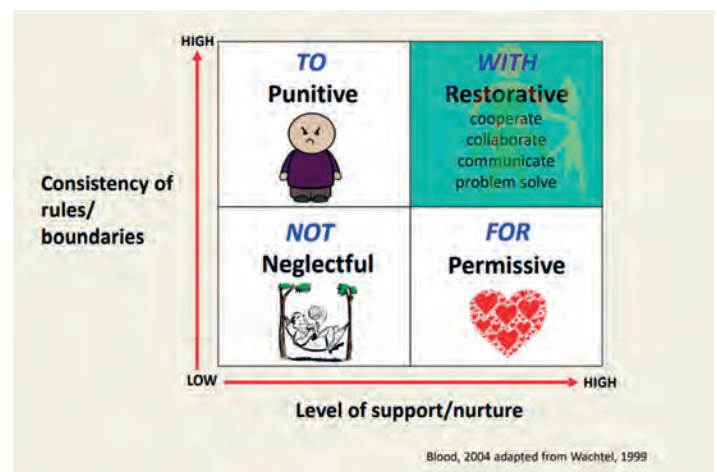 HIGH
TO
Punitive
WITH
Restorative
cooperate
collaborate
communicate
problem solve
Consistency of
rules/
boundaries
NOT
Neglectful
FOR
Permissive
LOW
HIGH
Level of support/nurture
Blood, 2004 adapted from Wachtel, 1999